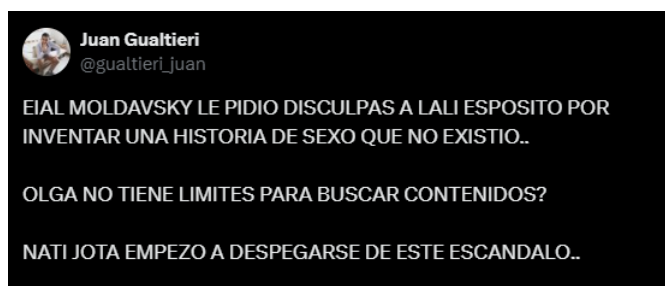 Juan Gualtieri
@gualtieri_juan
EIAL MOLDAVSKY LE PIDIO DISCULPAS A LALI ESPOSITO POR
INVENTAR UNA HISTORIA DE SEXO QUE NO EXISTIO..
OLGA NO TIENE LIMITES PARA BUSCAR CONTENIDOS?
NATI JOTA EMPEZO A DESPEGARSE DE ESTE ESCANDALO..